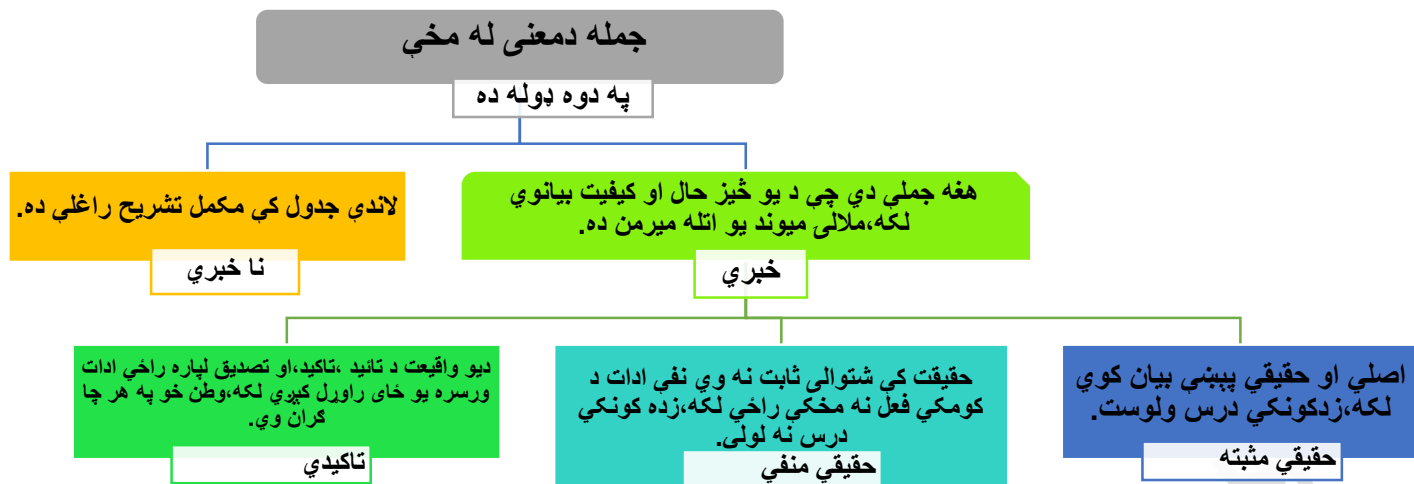 جمله دمعنی له مخې
په دوه ډوله ده
هغه جملې دي چې د یو څیز حال او کیفیت بیانوي
لکه،ملالۍ میوند یو اتله میرمن ده.
خبري
لاندې جدول کې مکمل تشریح راغلې ده.
نا خبري
اصلي او حقیقي پېښې بیان کوي
لکه،زدکونکي درس ولوست.
حقیقي مثبته
حقیقت کې شتوالی ثابت نه وي نفې ادات د
کومکي فعل نه مخکې راځي لکه،زده کونکي
درس نه لولی.
حقیقي منفي
دیو واقیعت د تائید ،تاکید،او تصدیق لپاره راځي ادات
ورسره یو ځای راوړل کیږي لکه،وطن خو په هر چا
ګران وي.
تاکیدي